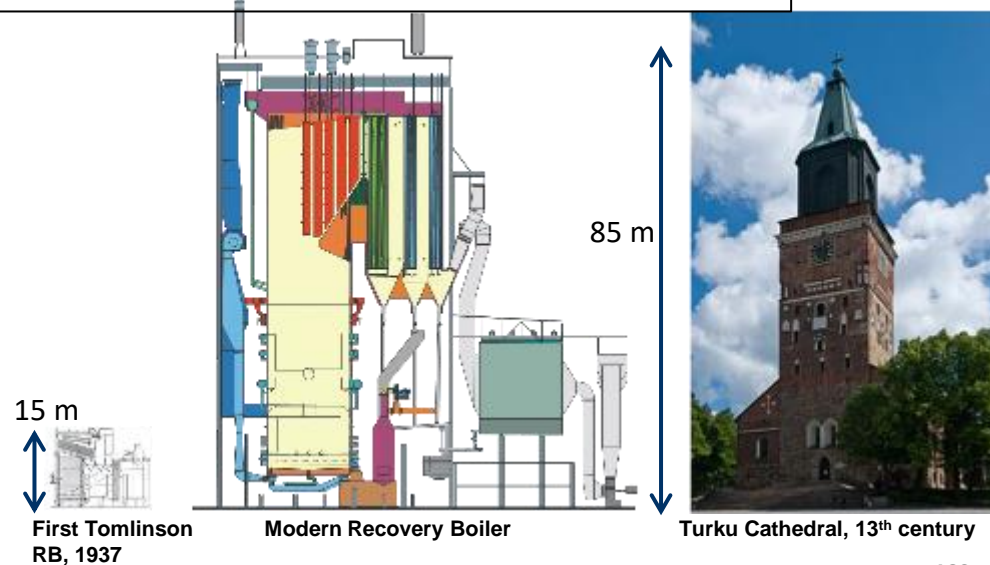 85 m
15 m
First Tomlinson
RB, 1937
Modern Recovery Boiler
Turku Cathedral, 13th century